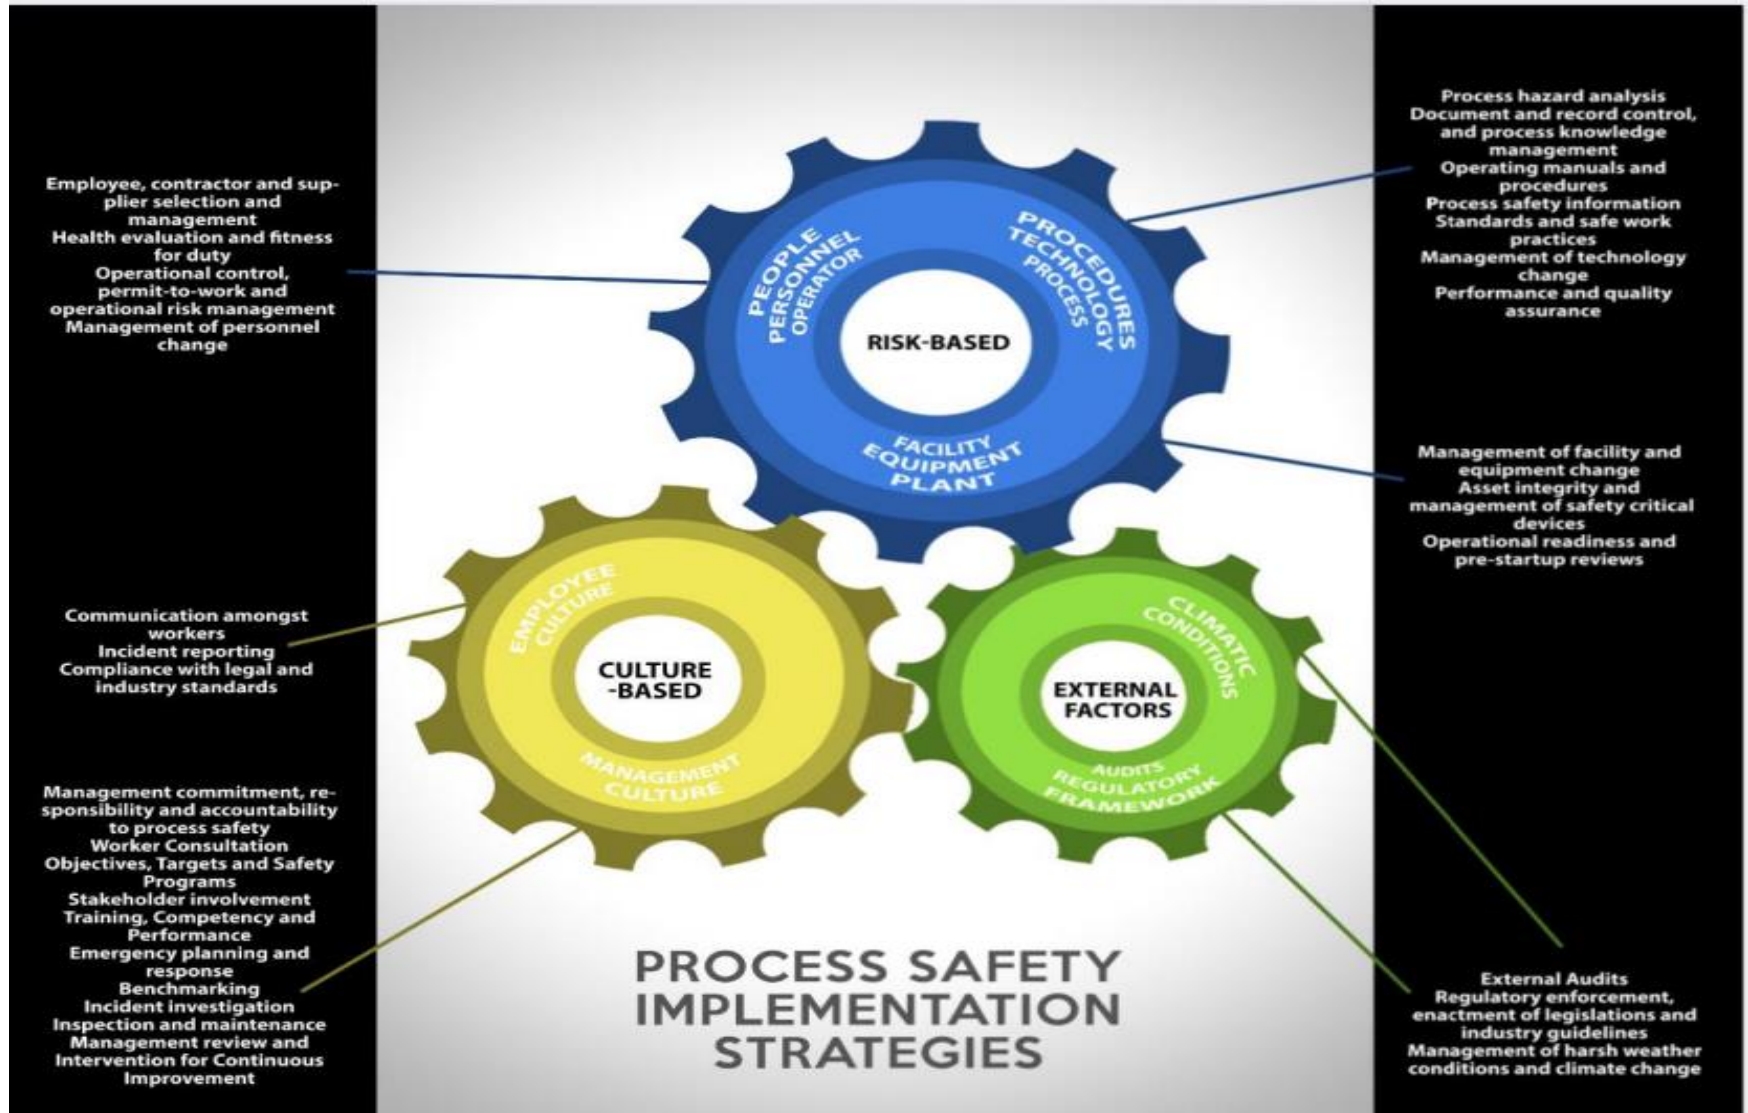 Employee, contractor and sup-
plier selection and
management
Health evaluation and fitness
for duty
Operational control,
permit-to-work and
operational risk management
Management of personnel
change
Communication amongst
workers
Incident reporting
Compliance with legal and
industry standards
Management commitment, re-
sponsibility and accountability
to process safety
Worker Consultation
Objectives, Targets and Safety
Programs
Stakeholder involvement
Training, Competency and
Performance
Emergency planning and
response
Benchmarking
Incident investigation
Inspection and maintenance
Management review and
Intervention for Continuous
Improvement
PEOPLE
PERSONNEL
OPERATOR
PROCEDURES
TECHNOLOGY
PROCESS
RISK-BASED
FACILITY
EQUIPMENT
PLANT
EMPLOYEE
CULTURE
CULTURE
-BASED
MANAGEMENT
CULTURE
CLIMATIC
CONDITIONS
EXTERNAL
FACTORS
AUDITS
REGULATORY
FRAMEWORK
PROCESS SAFETY
IMPLEMENTATION
STRATEGIES
Process hazard analysis
Document and record control,
and process knowledge
management
Operating manuals and
procedures
Process safety information
Standards and safe work
practices
Management of technology
change
Performance and quality
assurance
Management of facility and
equipment change
Asset integrity and
management of safety critical
devices
Operational readiness and
pre-startup reviews
External Audits
Regulatory enforcement,
enactment of legislations and
industry guidelines
Management of harsh weather
conditions and climate change